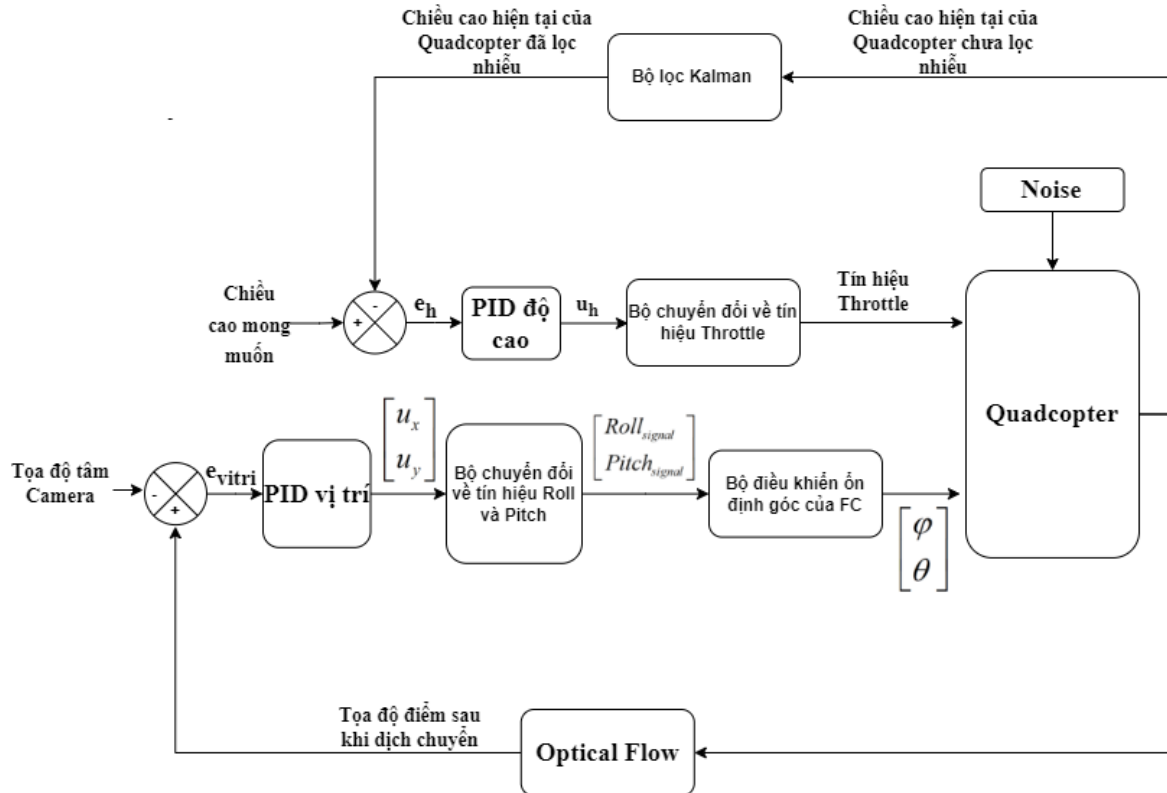 Chiều cao hiện tại của
Quadcopter đã lọc
nhiễu
Bộ lọc Kalman
Chiều cao hiện tại của
Quadcopter chưa lọc
nhiễu
-
Noise
Chiều
cao mong
muốn
-
+
e_h
PID độ
cao
u_h
Bộ chuyển đổi về tín
hiệu Throttle
Tín hiệu
Throttle
Quadcopter
Tọa độ tâm
Camera
-
+
e_vitri
PID vị trí
u_x
u_y
Bộ chuyển đổi
về tín hiệu Roll
và Pitch
Roll_signal
Pitch_signal
Bộ điều khiển ổn
định góc của FC
φ
θ
Tọa độ điểm sau
khi dịch chuyển
Optical Flow